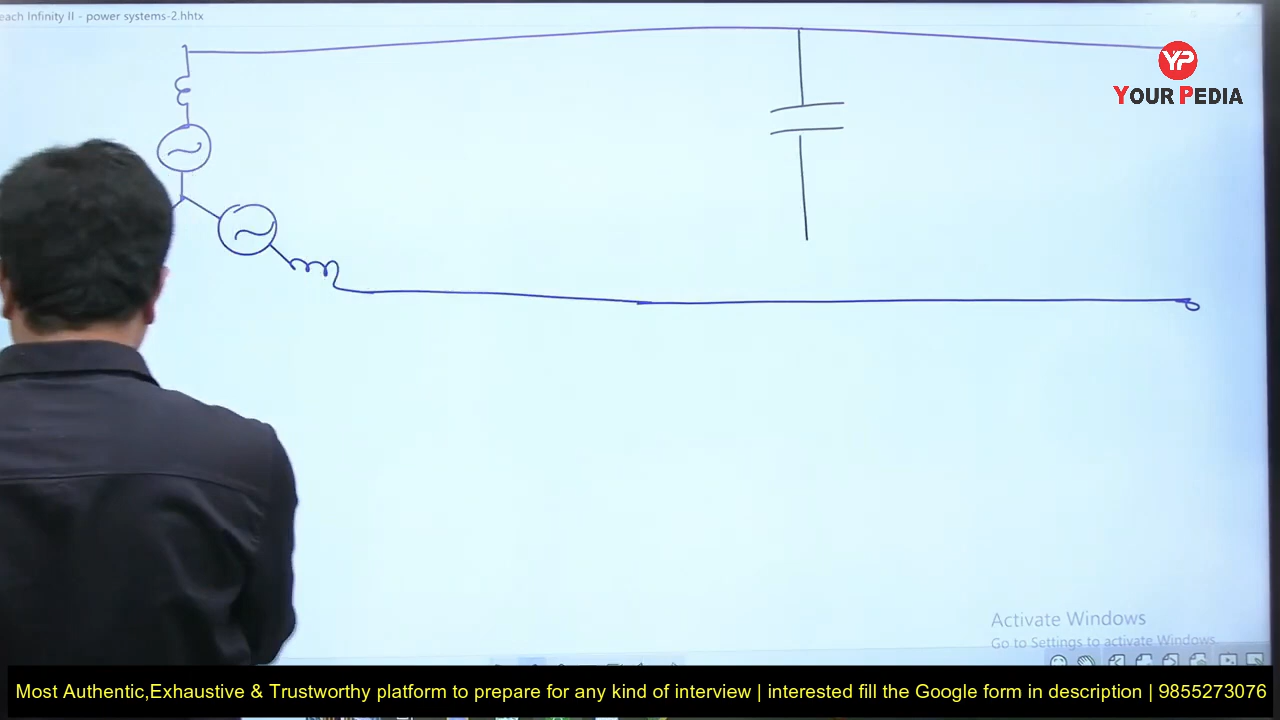 each Infinity II - power systems-2.hhtx
YP
YOUR PEDIA
Activate Windows
Go to Settings to activate Windows.
Most Authentic,Exhaustive & Trustworthy platform to prepare for any kind of interview | interested fill the Google form in description | 9855273076